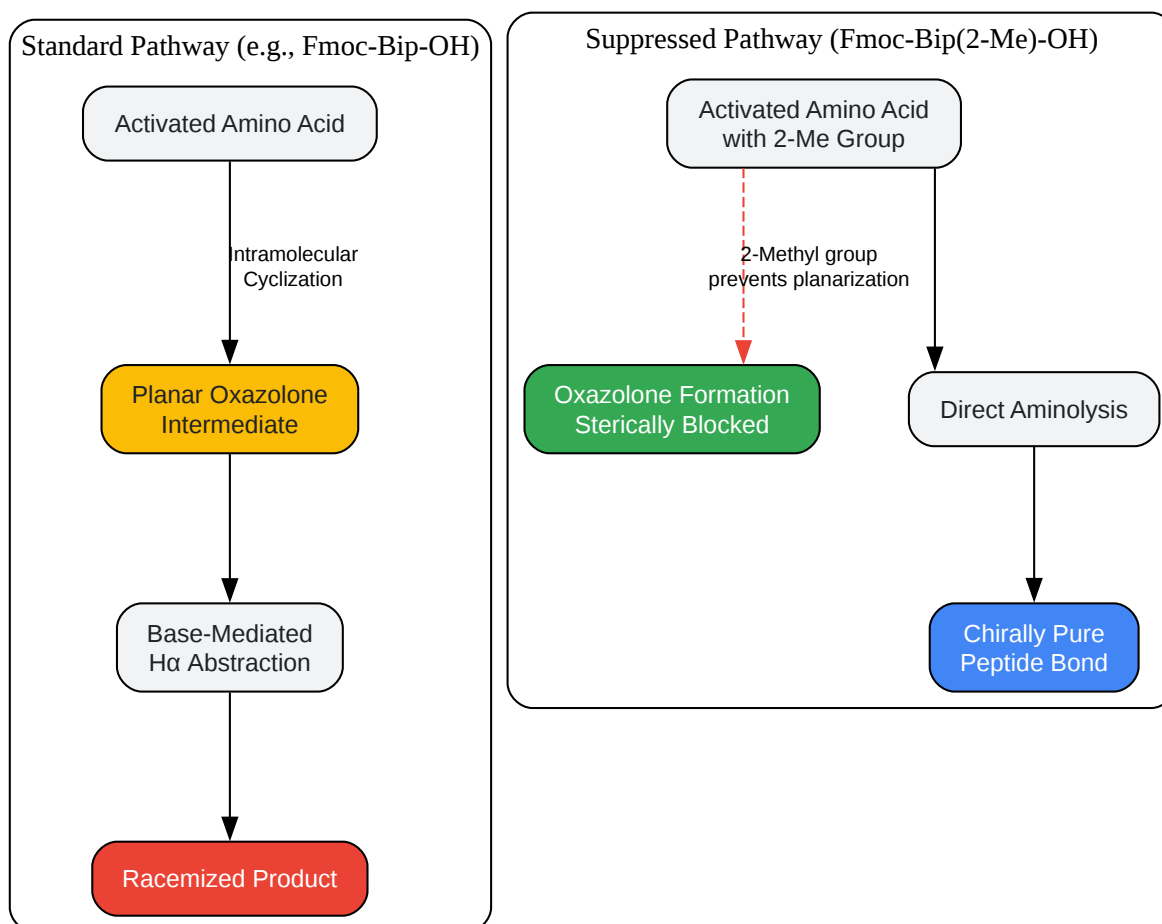 Standard Pathway (e.g., Fmoc-Bip-OH)
Activated Amino Acid
Intramolecular
Cyclization
Planar Oxazolone
Intermediate
Base-Mediated
Hα Abstraction
Racemized Product
Suppressed Pathway (Fmoc-Bip(2-Me)-OH)
Activated Amino Acid
with 2-Me Group
2-Methyl group
prevents planarization
Oxazolone Formation
Sterically Blocked
Direct Aminolysis
Chirally Pure
Peptide Bond